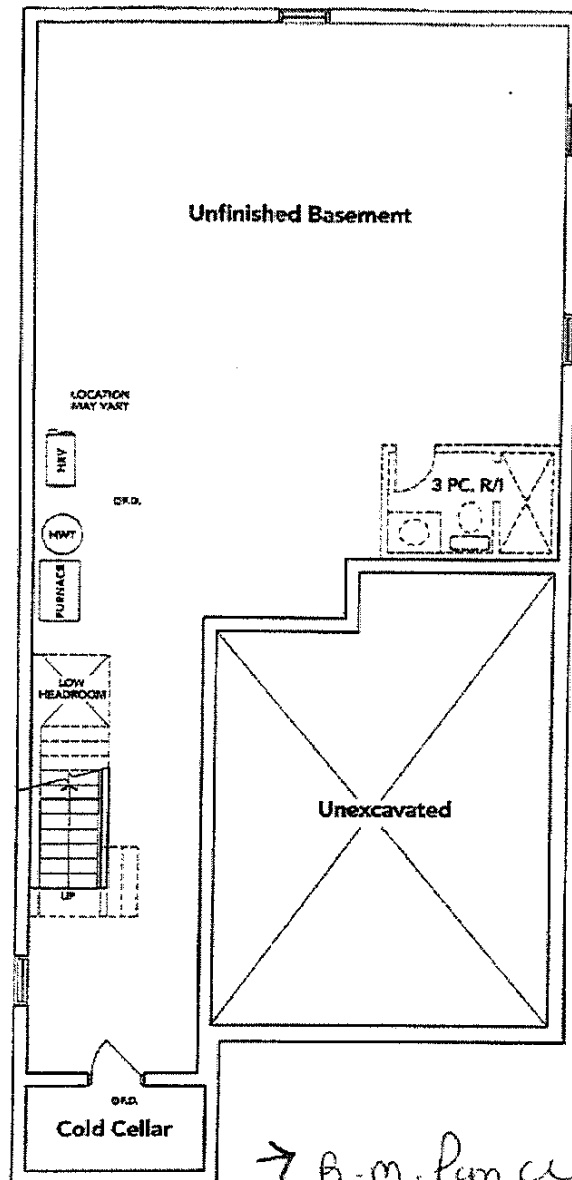 Unfinished Basement
LOCATION
MAY VARY
HRV
F.D.
3 PC. R/I
HWT
FURNACE
LOW
HEADROOM
Unexcavated
UP
F.D.
Cold Cellar